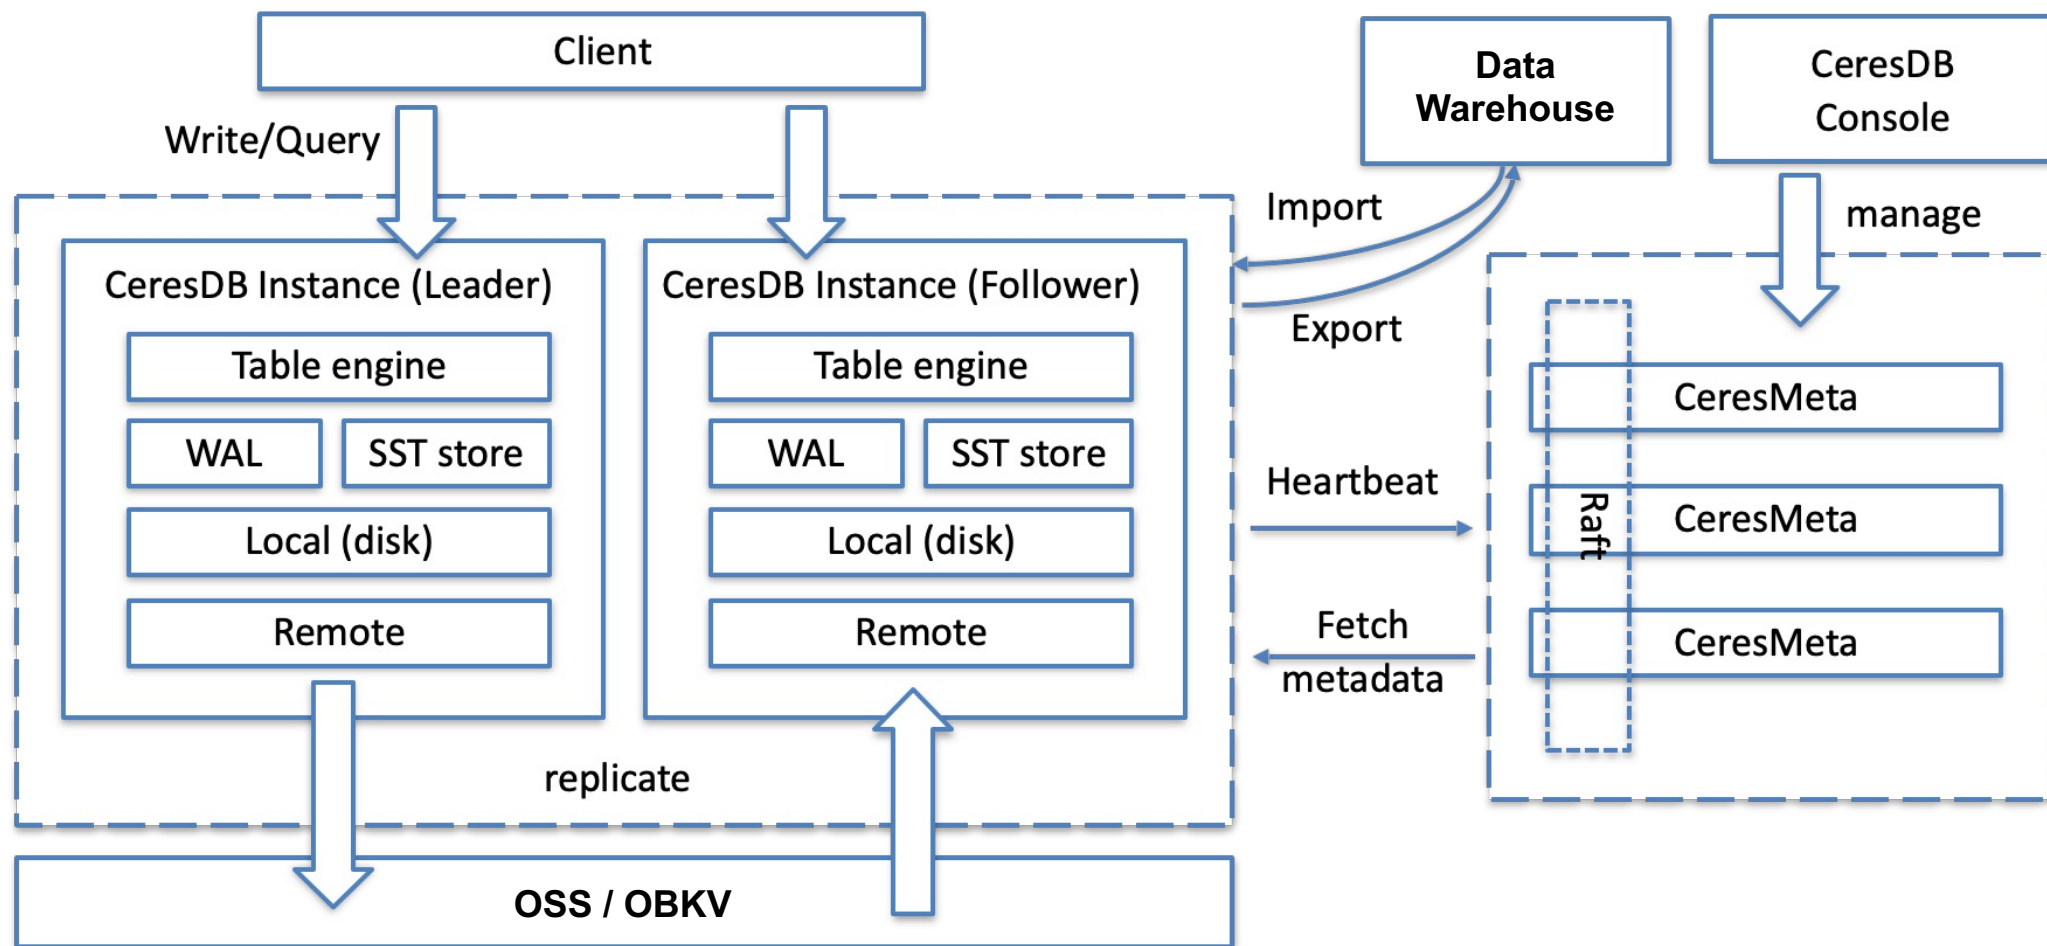 Client
Data
Warehouse
CeresDB
Console
Write/Query
Import
manage
CeresDB Instance (Leader)
CeresDB Instance (Follower)
Export
Table engine
Table engine
CeresMeta
WAL
SST store
WAL
SST store
Heartbeat
Raft
CeresMeta
Local (disk)
Local (disk)
Remote
Remote
Fetch
metadata
CeresMeta
replicate
OSS / OBKV